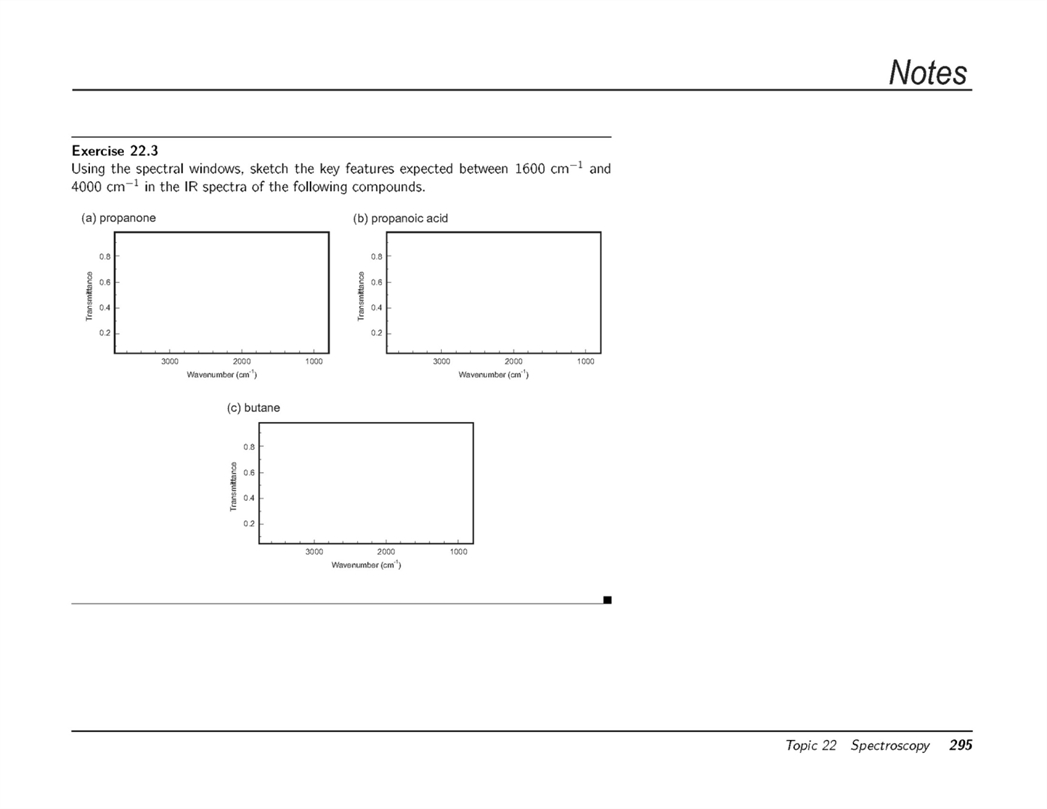 Notes
Exercise 22.3
Using the spectral windows, sketch the key features expected between 1600 cm⁻¹ and
4000 cm⁻¹ in the IR spectra of the following compounds.
(a) propanone
0.8
0.6
0.4
0.2
Transmittance
3000 2000 1000
Wavenumber (cm⁻¹)
(b) propanoic acid
0.8
0.6
0.4
0.2
Transmittance
3000 2000 1000
Wavenumber (cm⁻¹)
(c) butane
0.8
0.6
0.4
0.2
Transmittance
3000 2000 1000
Wavenumber (cm⁻¹)
Topic 22 Spectroscopy 295